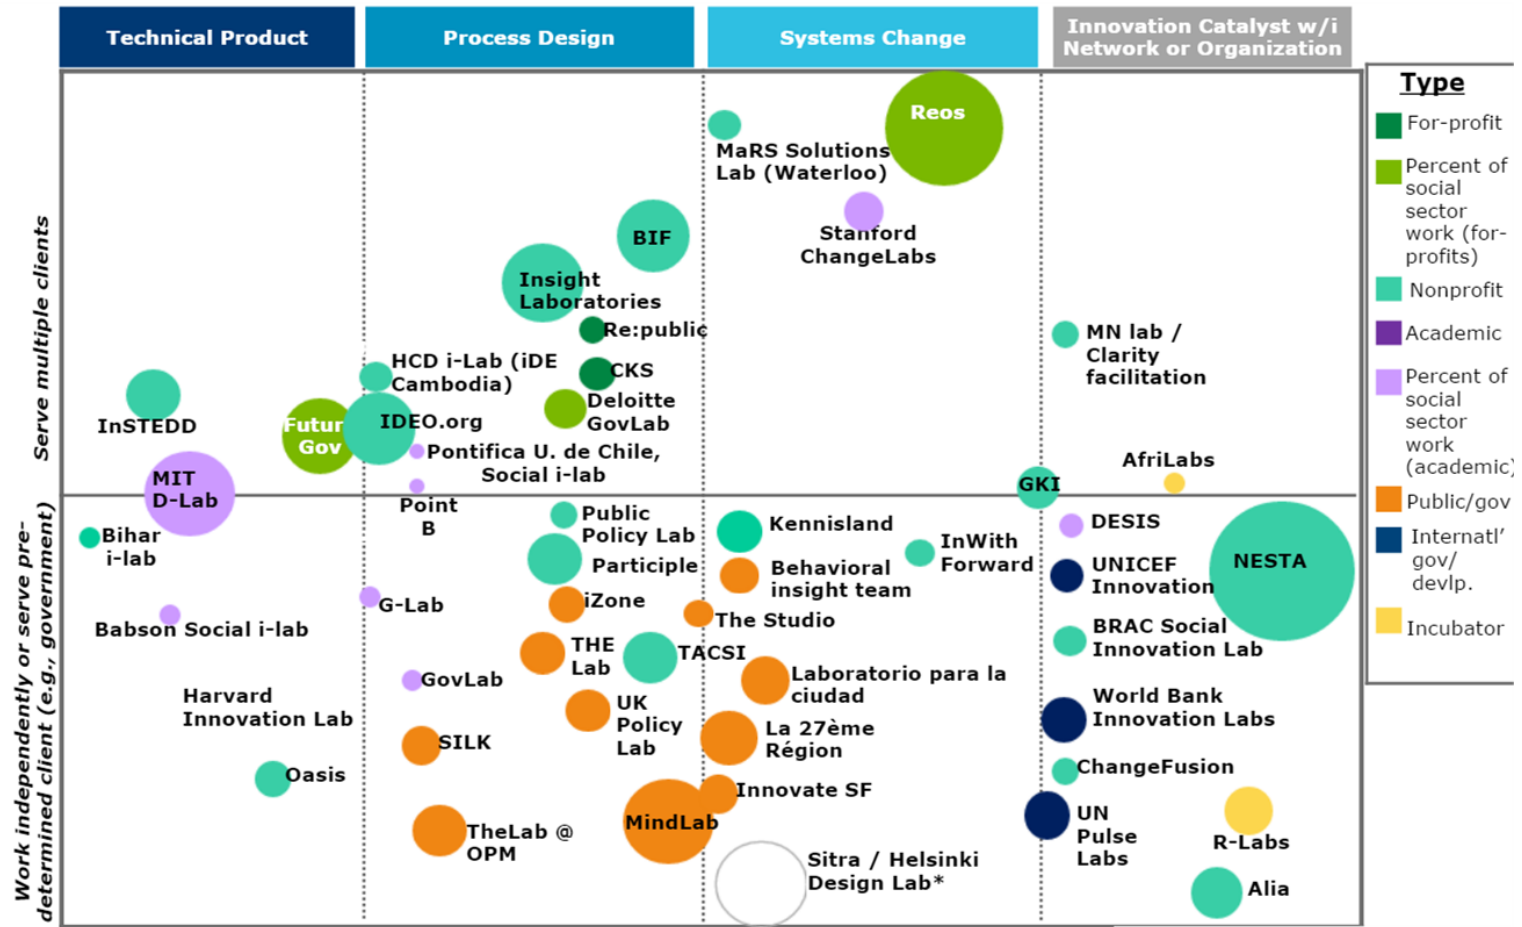 Technical Product
Process Design
Systems Change
Innovation Catalyst w/i
Network or Organization
Serve multiple clients
Work independently or serve pre-
determined client (e.g., government)
Reos
MaRS Solutions
Lab (Waterloo)
Stanford
ChangeLabs
BIF
Insight
Laboratories
Re:public
CKS
HCD i-Lab (iDE
Cambodia)
Deloitte
GovLab
IDEO.org
Futur
Gov
InSTEDD
Pontifica U. de Chile,
Social i-lab
MN lab /
Clarity
facilitation
AfriLabs
GKI
MIT
D-Lab
Point
B
Bihar
i-lab
Babson Social i-lab
Harvard
Innovation Lab
Oasis
Public
Policy Lab
Participle
iZone
G-Lab
THE
Lab
TACSI
GovLab
UK
Policy
Lab
SILK
TheLab @
OPM
MindLab
Kennisland
Behavioral
insight team
InWith
Forward
The Studio
Laboratorio para la
ciudad
La 27ème
Région
Innovate SF
Sitra / Helsinki
Design Lab*
DESIS
UNICEF
Innovation
NESTA
BRAC Social
Innovation Lab
World Bank
Innovation Labs
ChangeFusion
UN
Pulse
Labs
R-Labs
Alia
Type
For-profit
Percent of
social
sector
work (for-
profits)
Nonprofit
Academic
Percent of
social
sector
work
(academic)
Public/gov
Internatl’
gov/
devlp.
Incubator